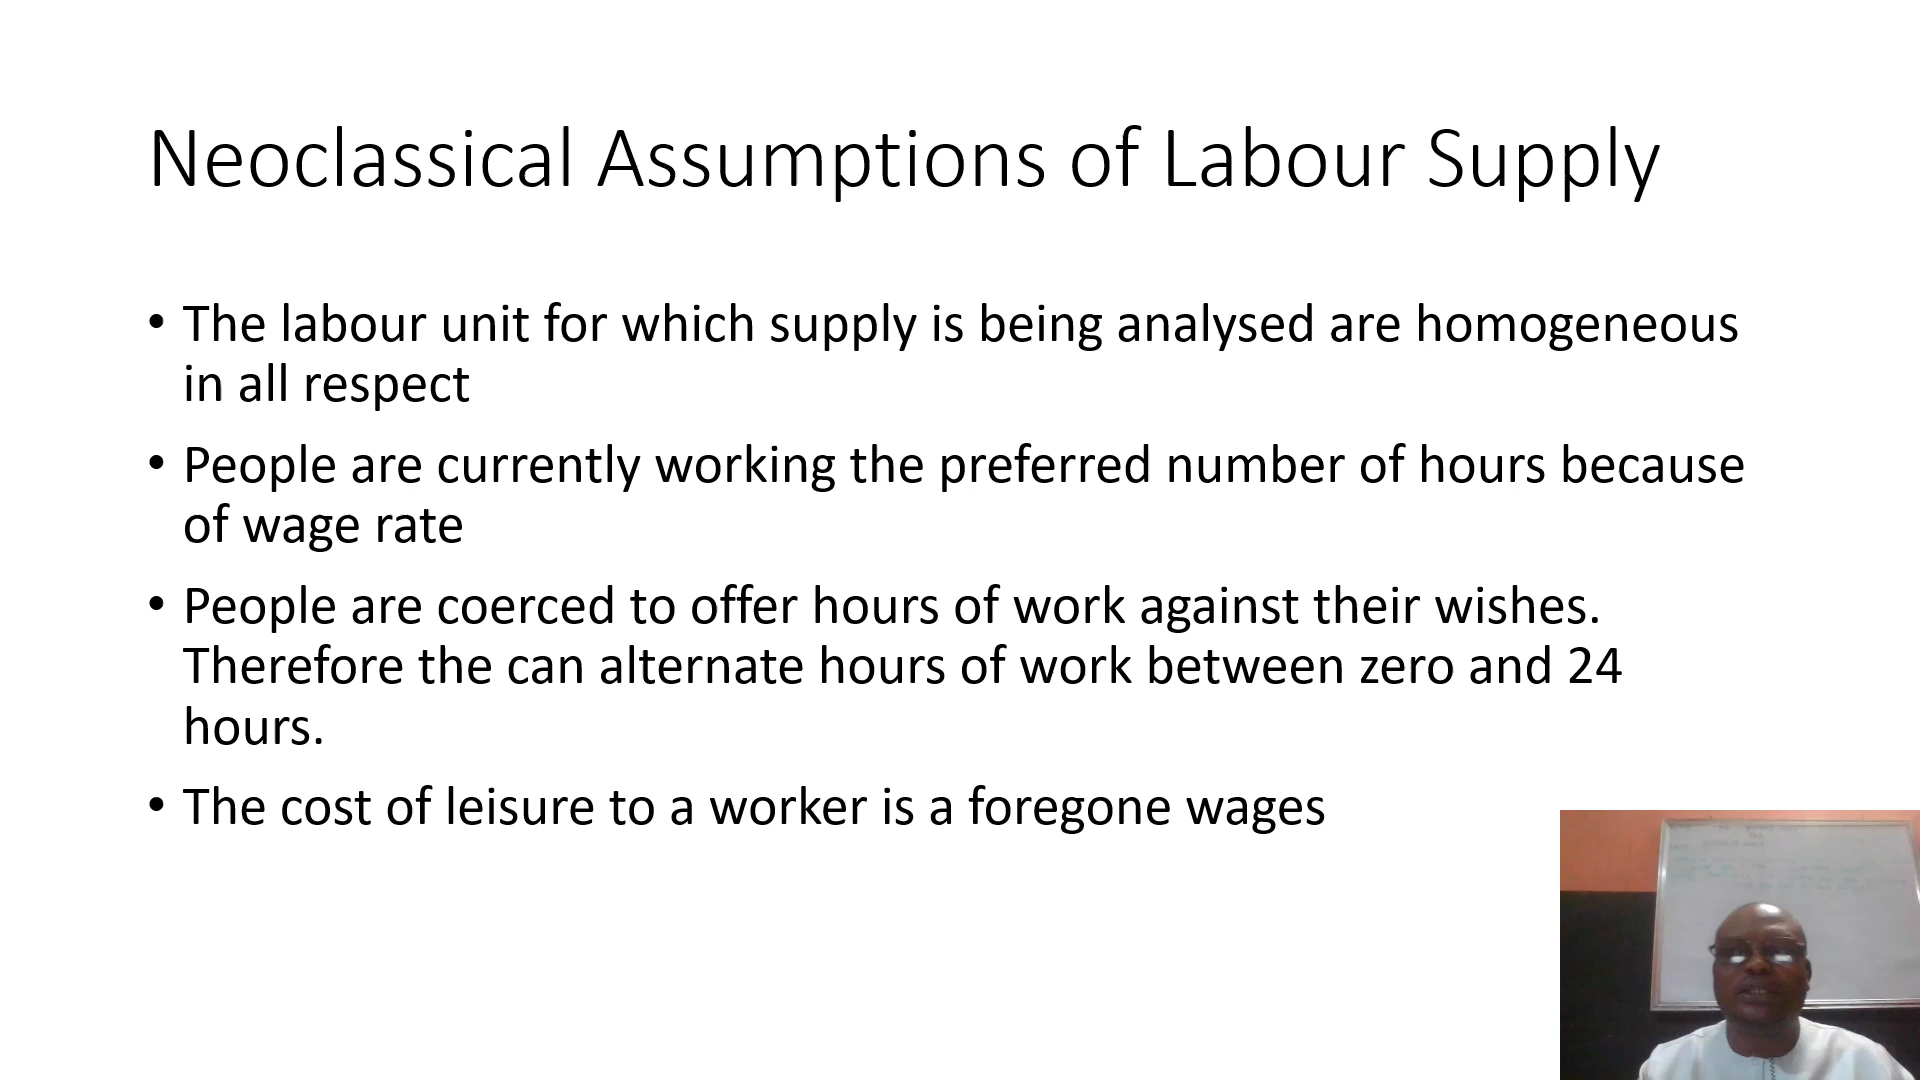 Neoclassical Assumptions of Labour Supply
• The labour unit for which supply is being analysed are homogeneous
in all respect
• People are currently working the preferred number of hours because
of wage rate
• People are coerced to offer hours of work against their wishes.
Therefore the can alternate hours of work between zero and 24
hours.
• The cost of leisure to a worker is a foregone wages